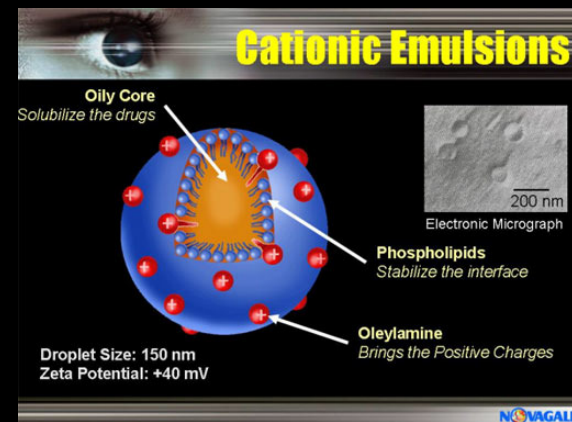 Cationic Emulsions
Oily Core
Solubilize the drugs
200 nm
Electronic Micrograph
Phospholipids
Stabilize the interface
Oleylamine
Brings the Positive Charges
Droplet Size: 150 nm
Zeta Potential: +40 mV